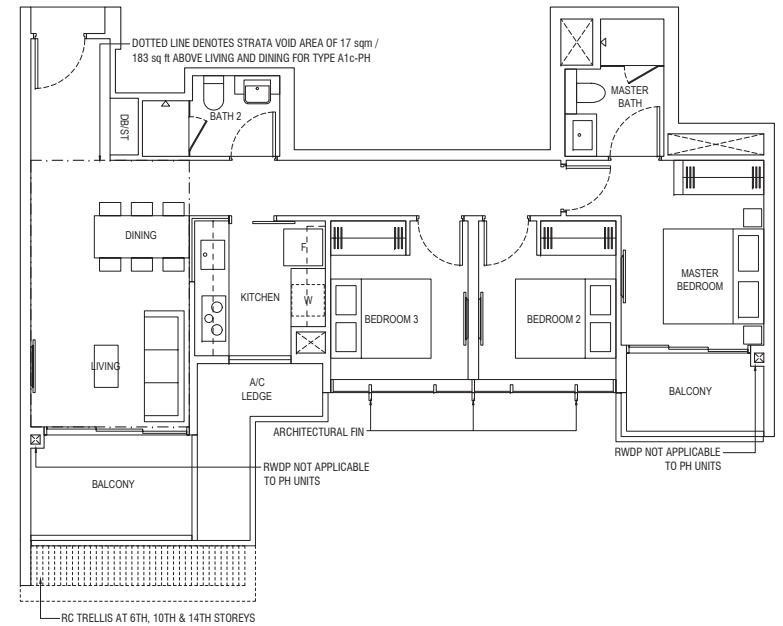 DOTTED LINE DENOTES STRATA VOID AREA OF 17 sqm /
183 sq ft ABOVE LIVING AND DINING FOR TYPE A1c-PH
MASTER
BATH
BATH 2
DB/ST
DINING
F
KITCHEN
W
MASTER
BEDROOM
BEDROOM 3
BEDROOM 2
LIVING
A/C
LEDGE
BALCONY
ARCHITECTURAL FIN
RWDP NOT APPLICABLE
TO PH UNITS
RWDP NOT APPLICABLE
TO PH UNITS
BALCONY
RC TRELLIS AT 6TH, 10TH & 14TH STOREYS